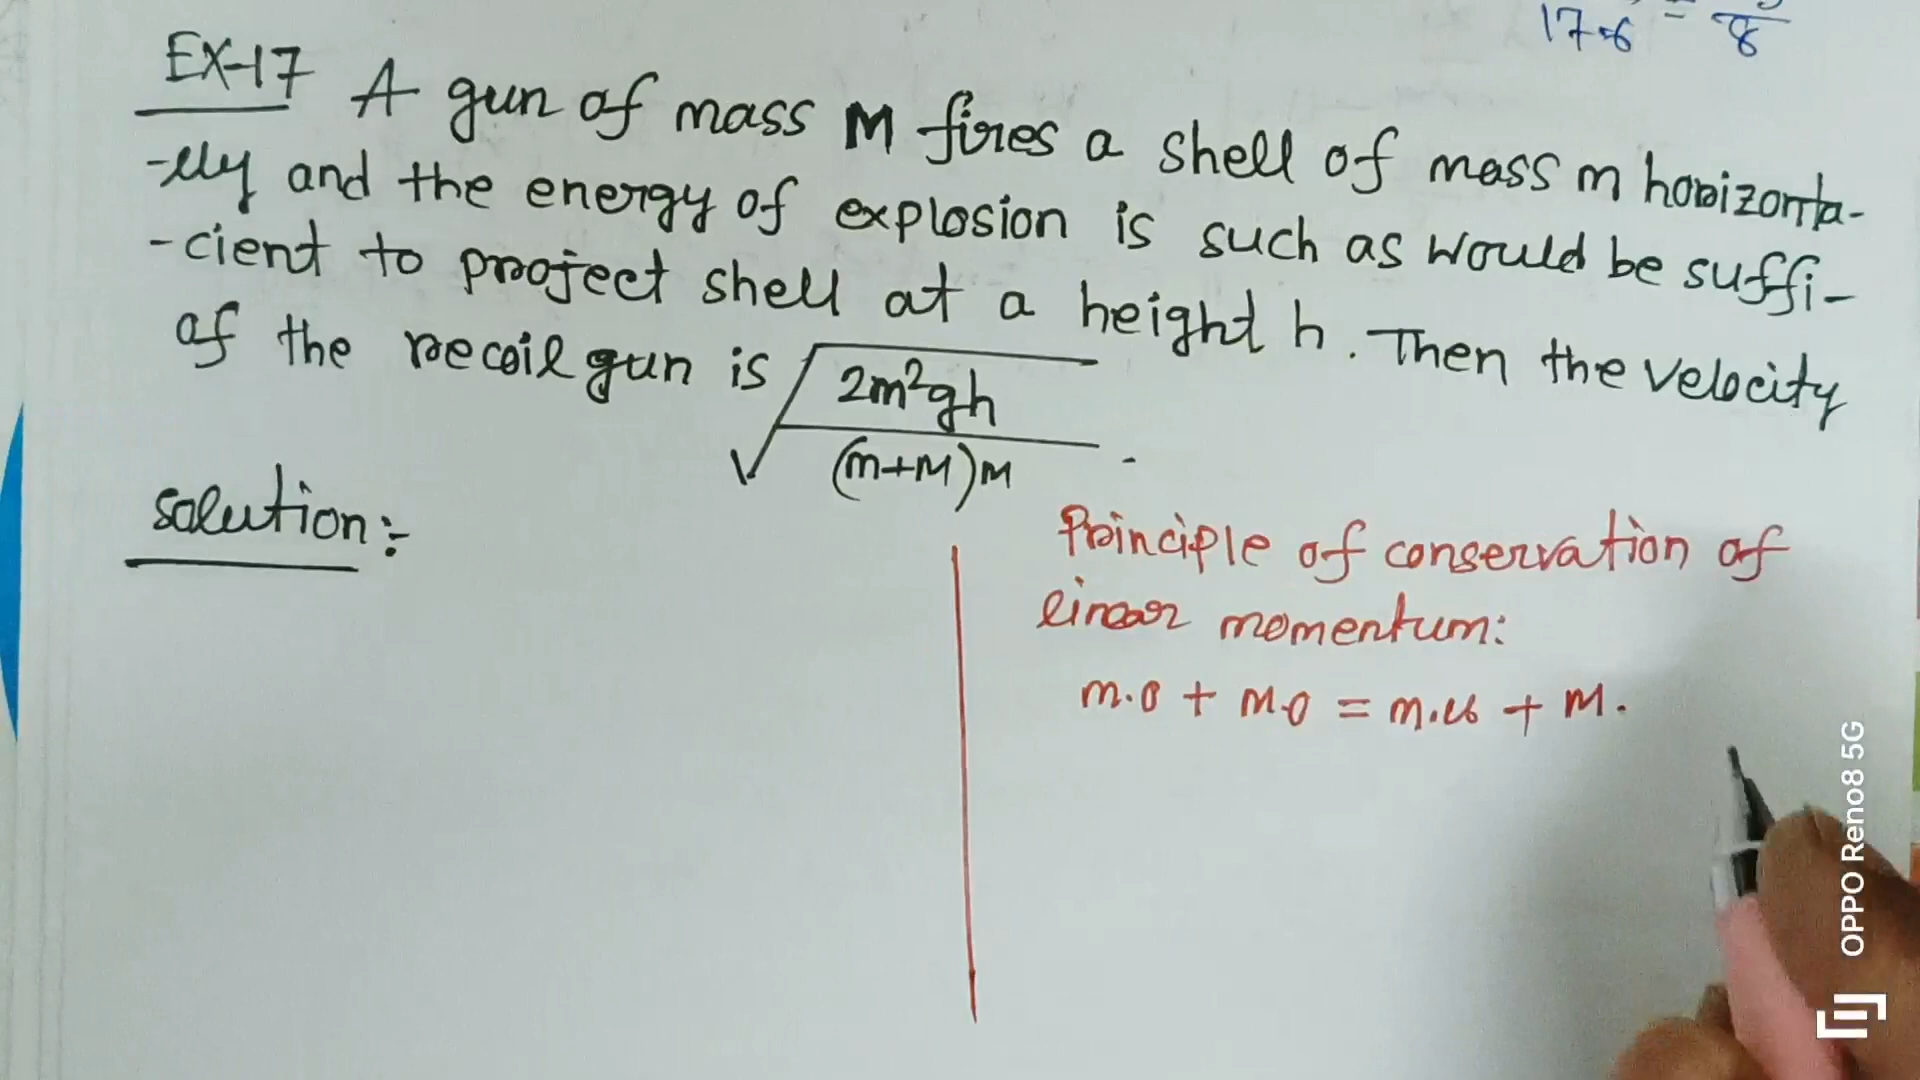 17.6 = 8
EX-17 A gun of mass M fires a shell of mass m horizonta-
-lly and the energy of explosion is such as would be suffi-
-cient to project shell at a height h. Then the velocity
of the recoil gun is √ 2m²gh
(m+M)M .
solution:-
Principle of conservation of
linear momentum:
m.0 + M.0 = m.u + M.
OPPO Reno8 5G